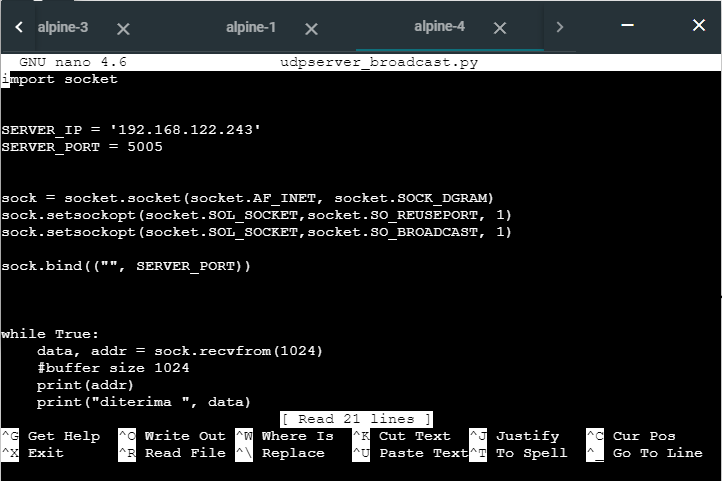 alpine-3
alpine-1
alpine-4
GNU nano 4.6 udpserver_broadcast.py
import socket
SERVER_IP = '192.168.122.243'
SERVER_PORT = 5005
sock = socket.socket(socket.AF_INET, socket.SOCK_DGRAM)
sock.setsockopt(socket.SOL_SOCKET,socket.SO_REUSEPORT, 1)
sock.setsockopt(socket.SOL_SOCKET,socket.SO_BROADCAST, 1)
sock.bind(("", SERVER_PORT))
while True:
    data, addr = sock.recvfrom(1024)
    #buffer size 1024
    print(addr)
    print("diterima ", data)
[ Read 21 lines ]
^G Get Help ^O Write Out ^W Where Is ^K Cut Text ^J Justify ^C Cur Pos
^X Exit ^R Read File ^\ Replace ^U Paste Text ^T To Spell ^_ Go To Line